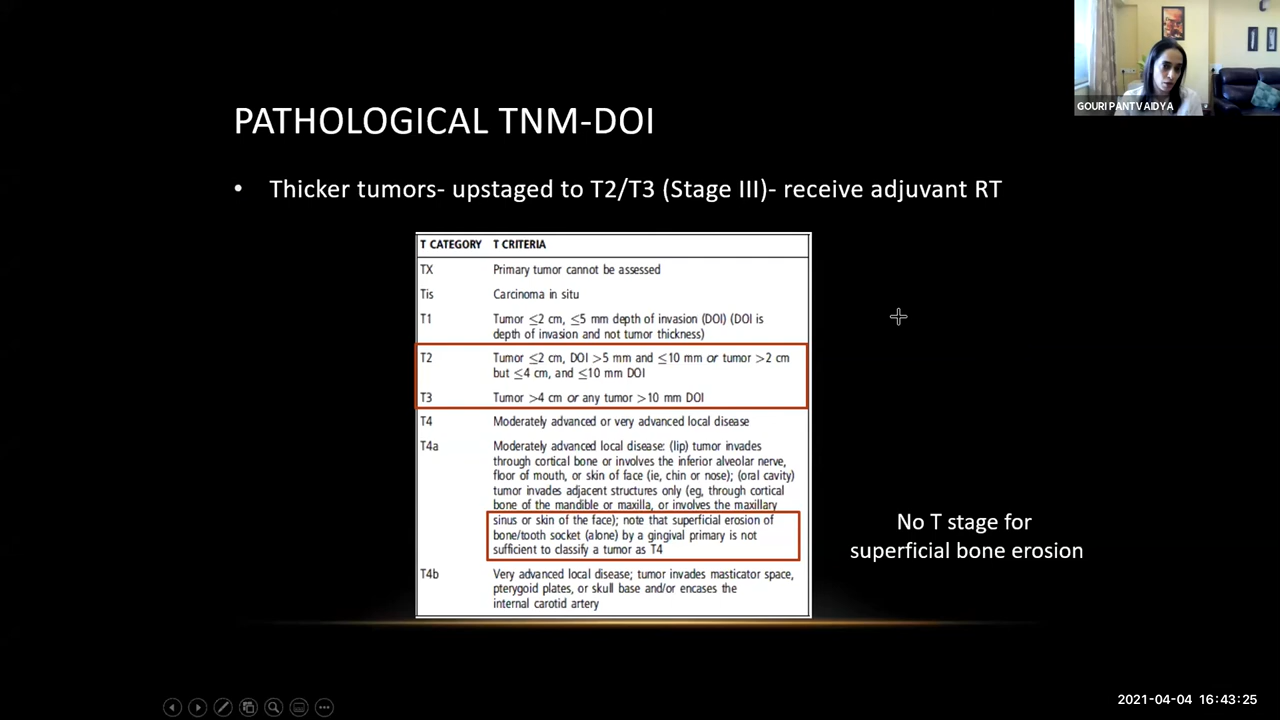 GOURI PANTVAIDYA
PATHOLOGICAL TNM-DOI
• Thicker tumors- upstaged to T2/T3 (Stage III)- receive adjuvant RT
T CATEGORY T CRITERIA
TX Primary tumor cannot be assessed
Tis Carcinoma in situ
T1 Tumor ≤2 cm, ≤5 mm depth of invasion (DOI) (DOI is
depth of invasion and not tumor thickness)
T2 Tumor ≤2 cm, DOI >5 mm and ≤10 mm or tumor >2 cm
but ≤4 cm, and ≤10 mm DOI
T3 Tumor >4 cm or any tumor >10 mm DOI
T4 Moderately advanced or very advanced local disease
T4a Moderately advanced local disease: (lip) tumor invades
through cortical bone or involves the inferior alveolar nerve,
floor of mouth, or skin of face (ie, chin or nose); (oral cavity)
tumor invades adjacent structures only (eg, through cortical
bone of the mandible or maxilla, or involves the maxillary
sinus or skin of the face); note that superficial erosion of
bone/tooth socket (alone) by a gingival primary is not
sufficient to classify a tumor as T4
T4b Very advanced local disease; tumor invades masticator space,
pterygoid plates, or skull base and/or encases the
internal carotid artery
No T stage for
superficial bone erosion
2021-04-04 16:43:25